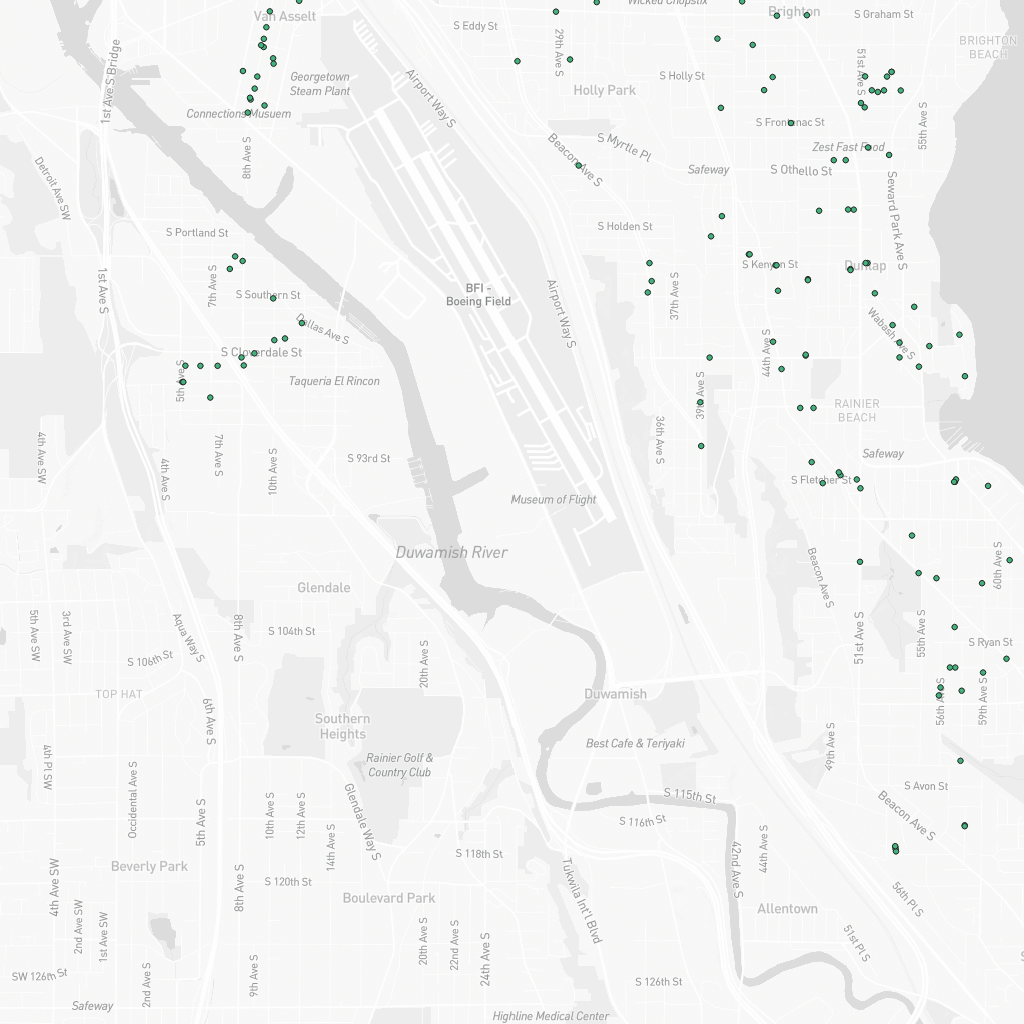 Wicked Chopstix
Van Asselt
Brighton
S Graham St
S Eddy St
BRIGHTON
BEACH
29th Ave S
1st Ave S Bridge
51st Ave S
Georgetown
Steam Plant
S Holly St
Holly Park
Airport Way S
Connections Musuem
S Frontenac St
55th Ave S
8th Ave S
S Myrtle Pl
Beacon Ave S
Zest Fast Food
Safeway
S Othello St
Detroit Ave SW
Seward Park Ave S
S Portland St
S Holden St
1st Ave S
7th Ave S
S Kenyon St
Dunlap
37th Ave S
BFI -
Boeing Field
S Southern St
Airport Way S
Dallas Ave S
Wabash Ave S
S Cloverdale St
44th Ave S
5th Ave S
Taqueria El Rincon
39th Ave S
RAINIER
BEACH
36th Ave S
4th Ave SW
7th Ave S
Safeway
S 93rd St
10th Ave S
4th Ave S
S Fletcher St
Museum of Flight
Duwamish River
60th Ave S
Beacon Ave S
Glendale
5th Ave SW
3rd Ave SW
Aqua Way S
8th Ave S
S 104th St
51st Ave S
55th Ave S
S Ryan St
20th Ave S
S 106th St
TOP HAT
Duwamish
56th Ave S
59th Ave S
6th Ave S
Southern
Heights
Best Cafe & Teriyaki
49th Ave S
4th Pl SW
Rainier Golf &
Country Club
Occidental Ave S
S Avon St
S 115th St
Beacon Ave S
5th Ave S
10th Ave S
12th Ave S
Glendale Way S
14th Ave S
S 116th St
S 118th St
44th Ave S
42nd Ave S
Beverly Park
4th Ave SW
8th Ave S
S 120th St
Tukwila Int'l Blvd
Boulevard Park
56th Pl S
Allentown
2nd Ave SW
1st Ave SW
20th Ave S
22nd Ave S
24th Ave S
51st Pl S
SW 126th St
2nd Ave S
9th Ave S
S 126th St
Safeway
Highline Medical Center